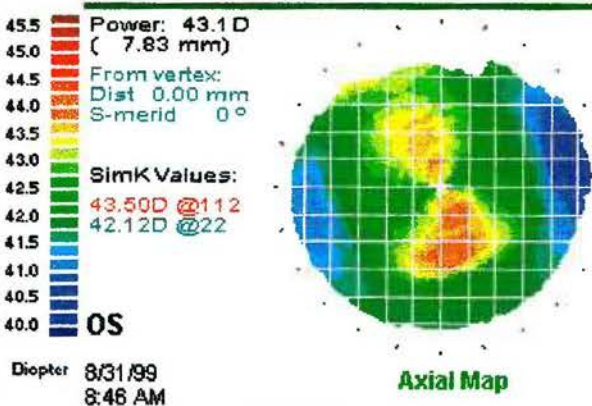 45.5
45.0
44.5
44.0
43.5
43.0
42.5
42.0
41.5
41.0
40.5
40.0
Diopter
Power: 43.1 D
( 7.83 mm)
From vertex:
Dist 0.00 mm
S-merid 0°
SimK Values:
43.50D @112
42.12D @22
OS
8/31/99
8:46 AM
Axial Map